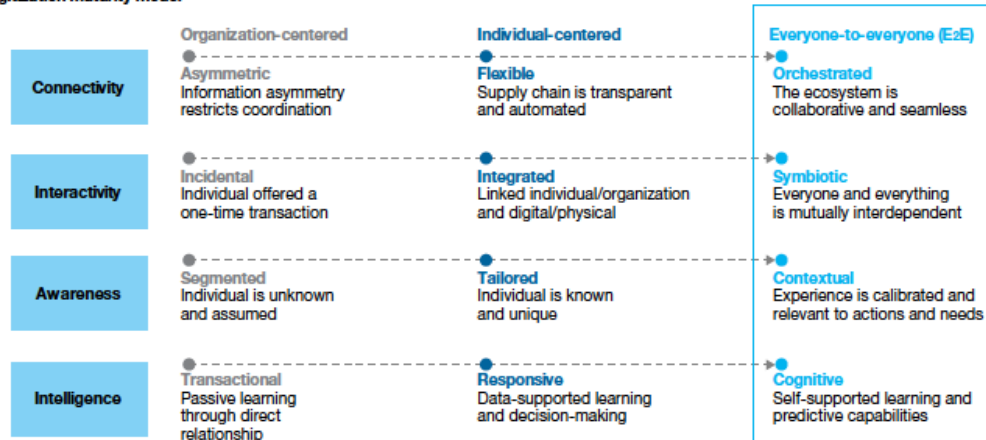 Organization-centered
Individual-centered
Everyone-to-everyone (E2E)
Connectivity
Asymmetric
Information asymmetry
restricts coordination
Flexible
Supply chain is transparent
and automated
Orchestrated
The ecosystem is
collaborative and seamless
Interactivity
Incidental
Individual offered a
one-time transaction
Integrated
Linked individual/organization
and digital/physical
Symbiotic
Everyone and everything
is mutually interdependent
Awareness
Segmented
Individual is unknown
and assumed
Tailored
Individual is known
and unique
Contextual
Experience is calibrated and
relevant to actions and needs
Intelligence
Transactional
Passive learning
through direct
relationship
Responsive
Data-supported learning
and decision-making
Cognitive
Self-supported learning and
predictive capabilities